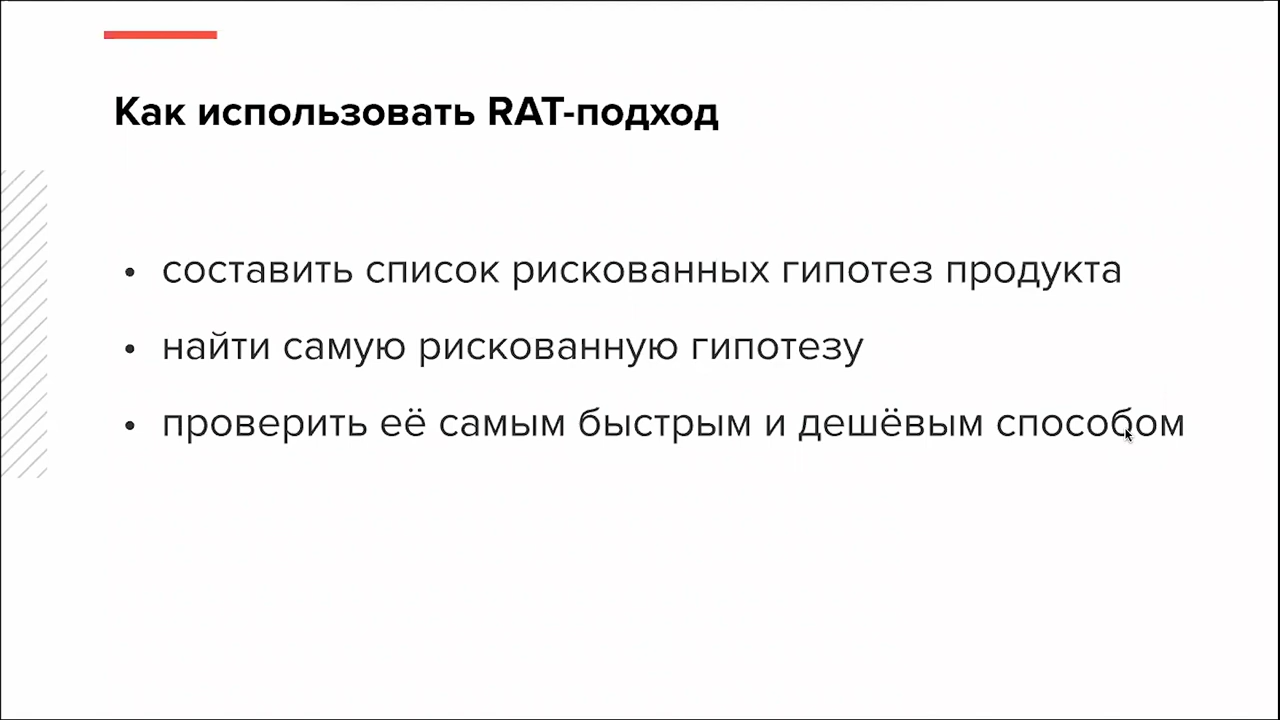 Как использовать RAT-подход
• составить список рискованных гипотез продукта
• найти самую рискованную гипотезу
• проверить её самым быстрым и дешёвым способом